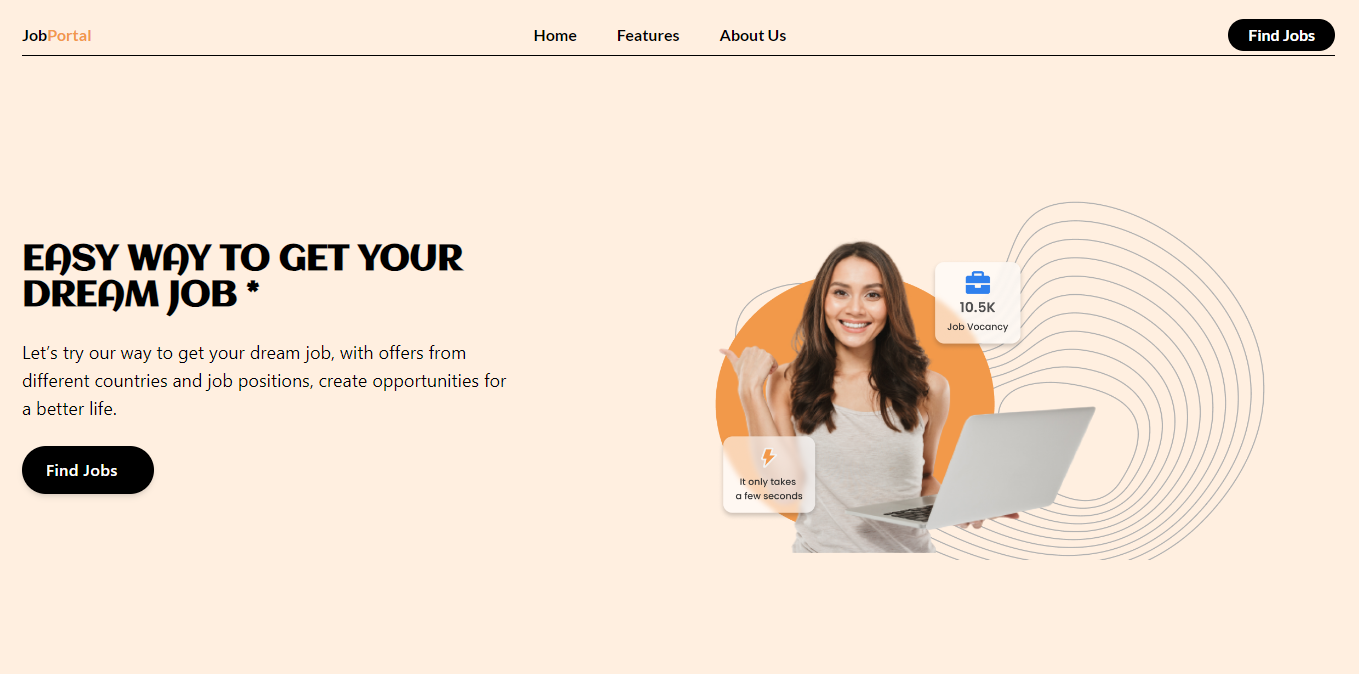 JobPortal
Home
Features
About Us
Find Jobs
EASY WAY TO GET YOUR
DREAM JOB *
Let’s try our way to get your dream job, with offers from
different countries and job positions, create opportunities for
a better life.
Find Jobs
10.5K
Job Vocancy
It only takes
a few seconds